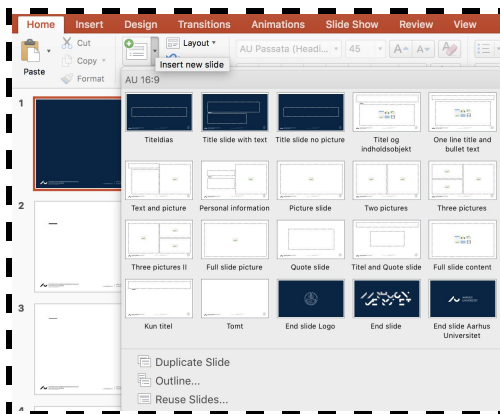 Home Insert Design Transitions Animations Slide Show Review View
Cut
Copy
Format
Paste
Layout
AU Passata (Headi... 45 A A
Insert new slide
AU 16:9
Titeldias Title slide with text Title slide no picture Titel og indholdsobjekt One line title and bullet text
Text and picture Personal information Picture slide Two pictures Three pictures
Three pictures II Full slide picture Quote slide Titel and Quote slide Full slide content
Kun titel Tomt End slide Logo End slide End slide Aarhus Universitet
Duplicate Slide
Outline...
Reuse Slides...
1
2
3
4